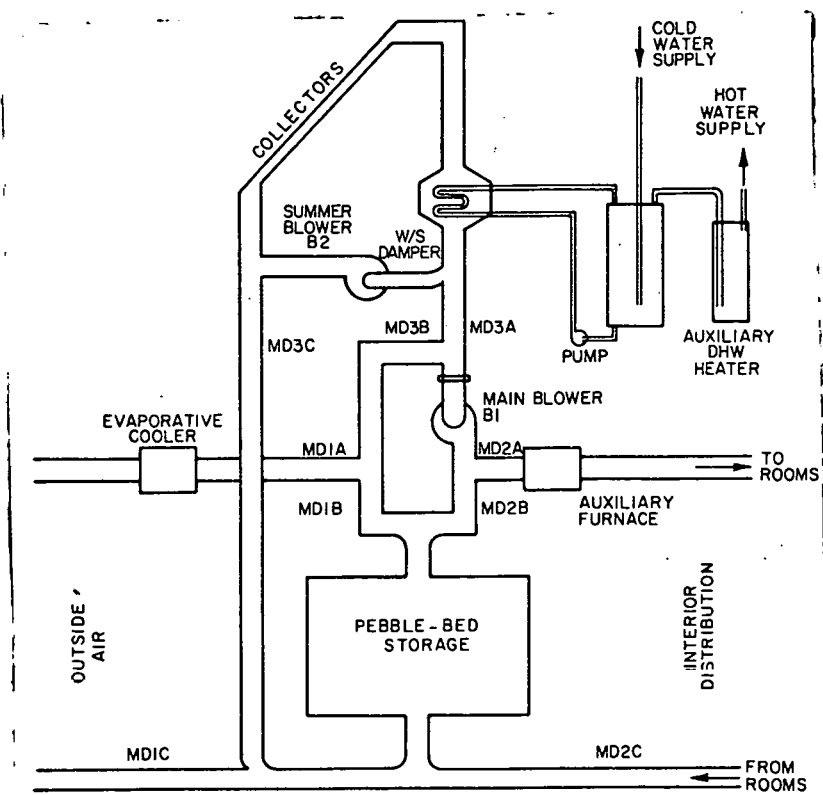 COLD
WATER
SUPPLY
HOT
WATER
SUPPLY
COLLECTORS
SUMMER
BLOWER
B2
W/S
DAMPER
MD3B
MD3A
MD3C
PUMP
AUXILIARY
DHW
HEATER
MAIN BLOWER
B1
EVAPORATIVE
COOLER
MD1A
MD2A
TO
ROOMS
MD1B
MD2B
AUXILIARY
FURNACE
PEBBLE-BED
STORAGE
OUTSIDE
AIR
INTERIOR
DISTRIBUTION
MD1C
MD2C
FROM
ROOMS